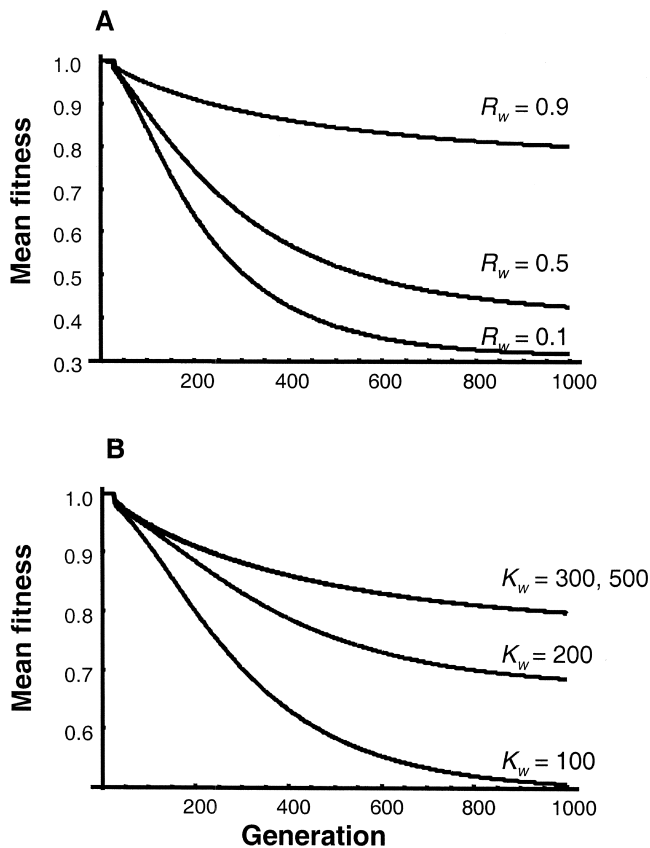 A
Mean fitness
1.0
0.9
0.8
0.7
0.6
0.5
0.4
0.3
R_w = 0.9
R_w = 0.5
R_w = 0.1
200 400 600 800 1000
B
Mean fitness
1.0
0.9
0.8
0.7
0.6
K_w = 300, 500
K_w = 200
K_w = 100
200 400 600 800 1000
Generation